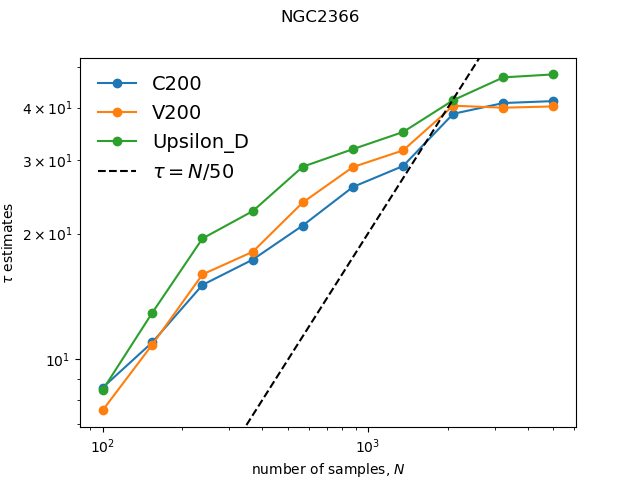 NGC2366
C200
V200
Upsilon_D
τ = N/50
4 × 10¹
3 × 10¹
2 × 10¹
10¹
τ estimates
10² 10³
number of samples, N